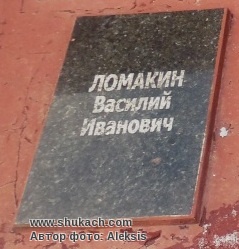 ЛОМАКИН
Василий
Иванович
www.shukach.com
Автор фото: Aleksis